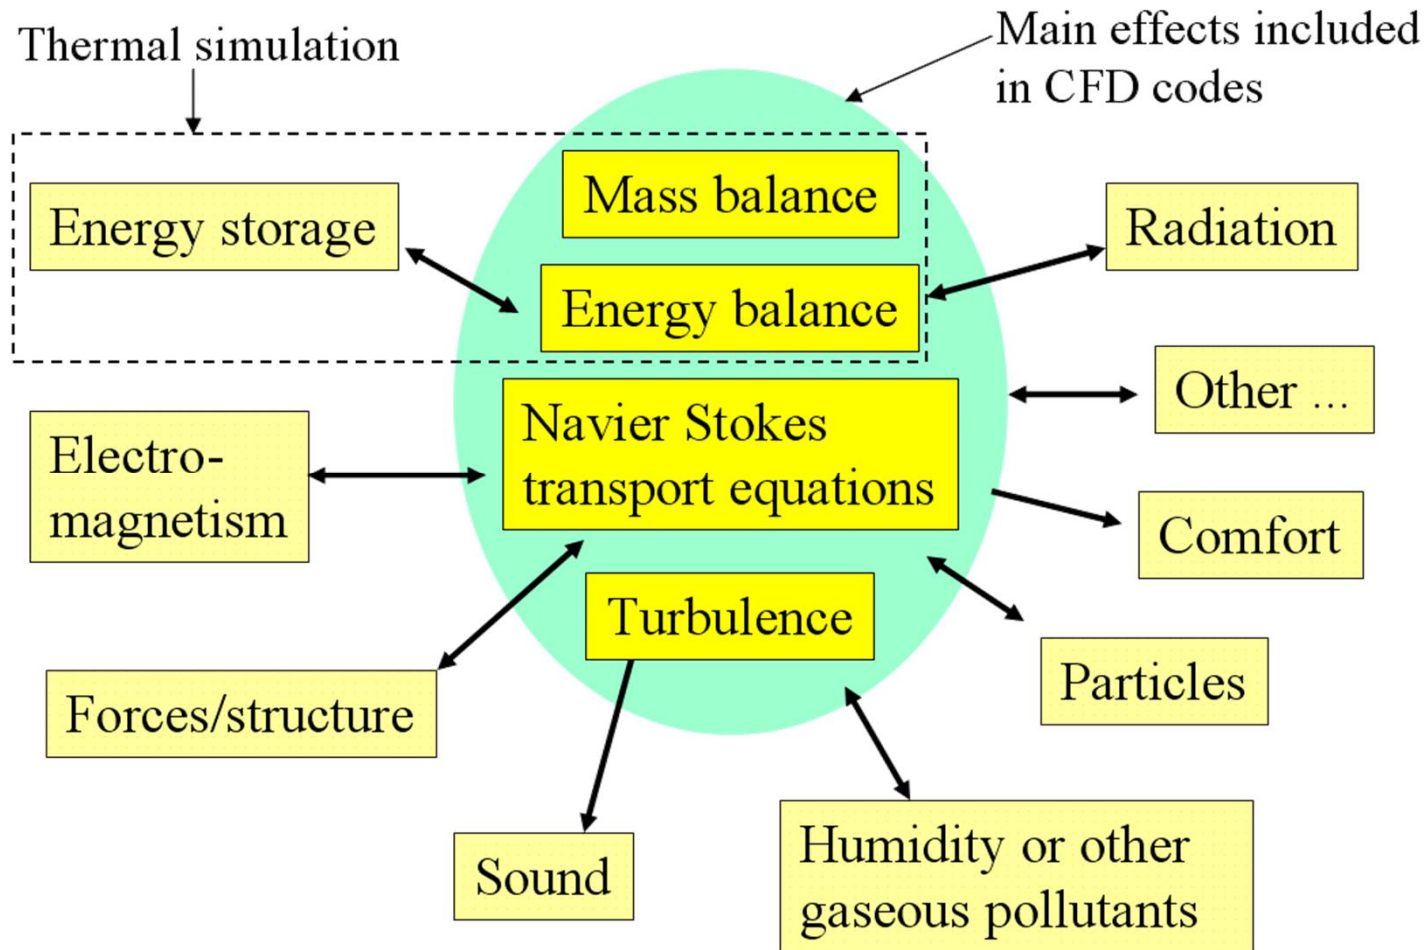 Thermal simulation
Main effects included
in CFD codes
Mass balance
Energy storage
Radiation
Energy balance
Other ...
Navier Stokes
transport equations
Electro-
magnetism
Comfort
Turbulence
Particles
Forces/structure
Sound
Humidity or other
gaseous pollutants